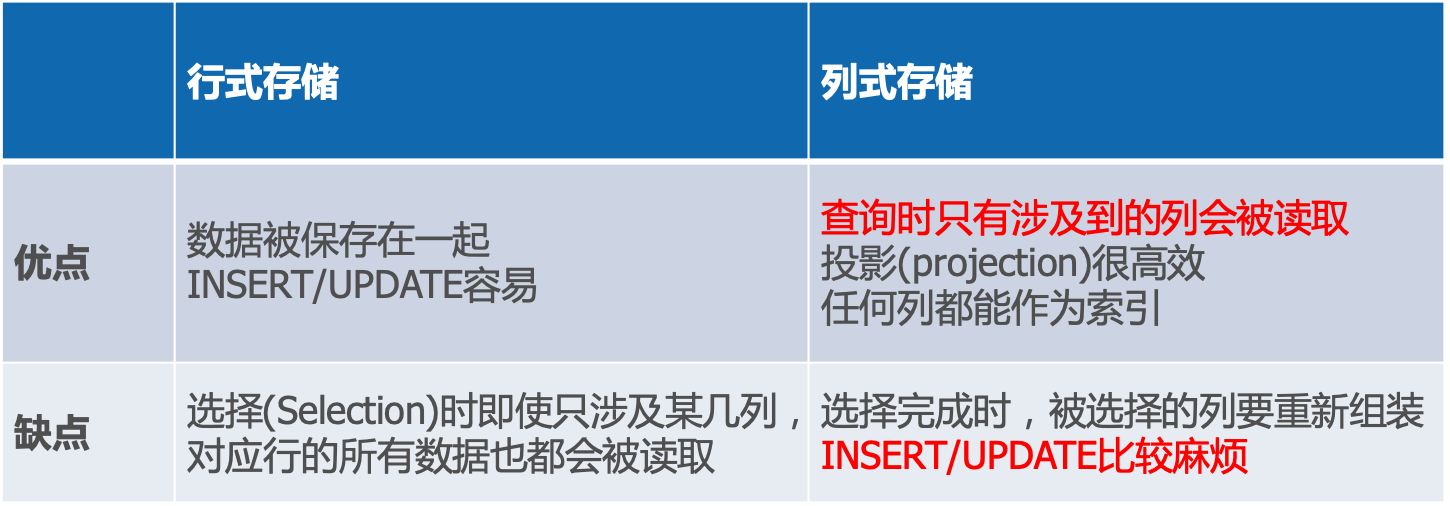 行式存储
列式存储
优点
数据被保存在一起
INSERT/UPDATE容易
查询时只有涉及到的列会被读取
投影(projection)很高效
任何列都能作为索引
缺点
选择(Selection)时即使只涉及某几列，
对应行的所有数据也都会被读取
选择完成时，被选择的列要重新组装
INSERT/UPDATE比较麻烦